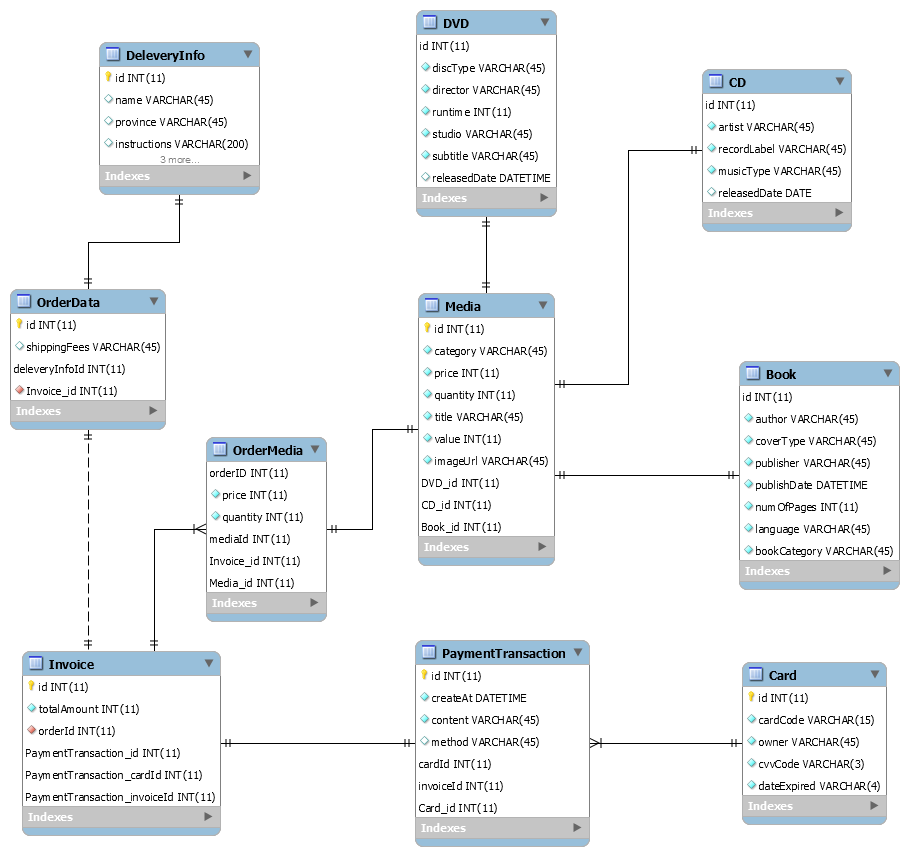 DeleveryInfo
id INT(11)
name VARCHAR(45)
province VARCHAR(45)
instructions VARCHAR(200)
3 more...
Indexes
DVD
id INT(11)
discType VARCHAR(45)
director VARCHAR(45)
runtime INT(11)
studio VARCHAR(45)
subtitle VARCHAR(45)
releasedDate DATETIME
Indexes
CD
id INT(11)
artist VARCHAR(45)
recordLabel VARCHAR(45)
musicType VARCHAR(45)
releasedDate DATE
Indexes
OrderData
id INT(11)
shippingFees VARCHAR(45)
deleveryInfoId INT(11)
Invoice_id INT(11)
Indexes
Media
id INT(11)
category VARCHAR(45)
price INT(11)
quantity INT(11)
title VARCHAR(45)
value INT(11)
imageUrl VARCHAR(45)
DVD_id INT(11)
CD_id INT(11)
Book_id INT(11)
Indexes
Book
id INT(11)
author VARCHAR(45)
coverType VARCHAR(45)
publisher VARCHAR(45)
publishDate DATETIME
numOfPages INT(11)
language VARCHAR(45)
bookCategory VARCHAR(45)
Indexes
OrderMedia
orderID INT(11)
price INT(11)
quantity INT(11)
mediaId INT(11)
Invoice_id INT(11)
Media_id INT(11)
Indexes
Invoice
id INT(11)
totalAmount INT(11)
orderId INT(11)
PaymentTransaction_id INT(11)
PaymentTransaction_cardId INT(11)
PaymentTransaction_invoiceId INT(11)
Indexes
PaymentTransaction
id INT(11)
createAt DATETIME
content VARCHAR(45)
method VARCHAR(45)
cardId INT(11)
invoiceId INT(11)
Card_id INT(11)
Indexes
Card
id INT(11)
cardCode VARCHAR(15)
owner VARCHAR(45)
cvvCode VARCHAR(3)
dateExpired VARCHAR(4)
Indexes